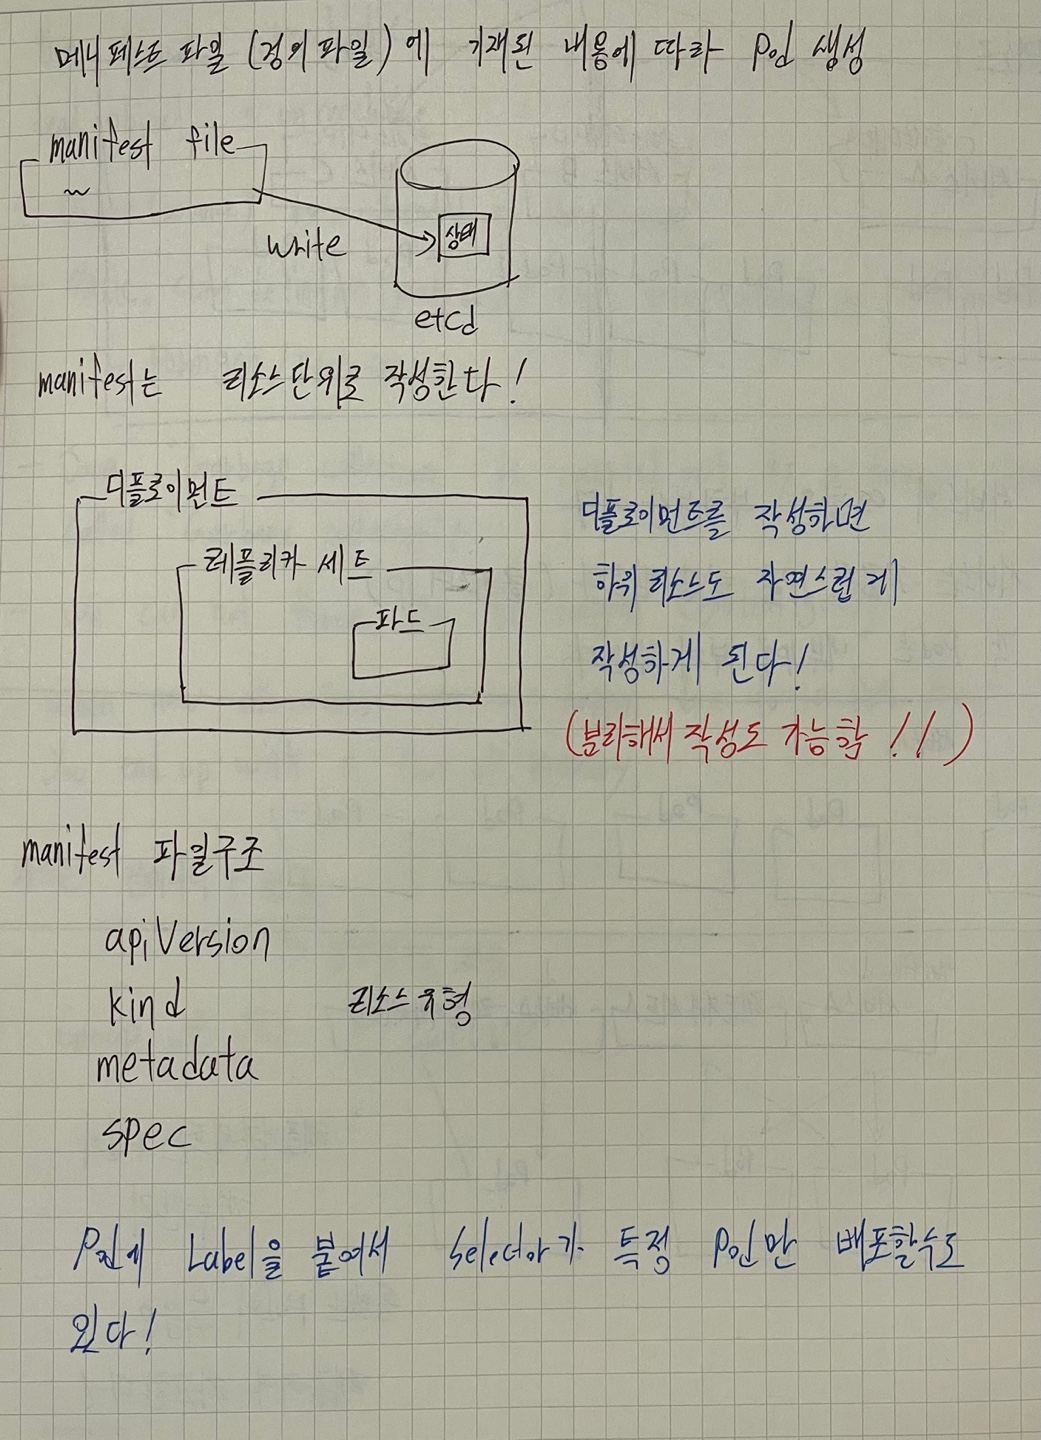 메니페스트 파일 (정의 파일) 에 기재된 내용에 따라 Pod 생성
manifest file
~
write
상태
etcd
manifest는 리소스단위로 작성한다!
디플로이먼트
레플리카 세트
파드
디플로이먼트를 작성하면
하위 리소스도 자연스럽게
작성하게 된다!
(분리해서 작성도 가능함 !!)
manifest 파일구조
apiVersion
kind 리소스 유형
metadata
spec
Pod에 Label을 붙여서 Selector가 특정 Pod만 배포할수도
있다!